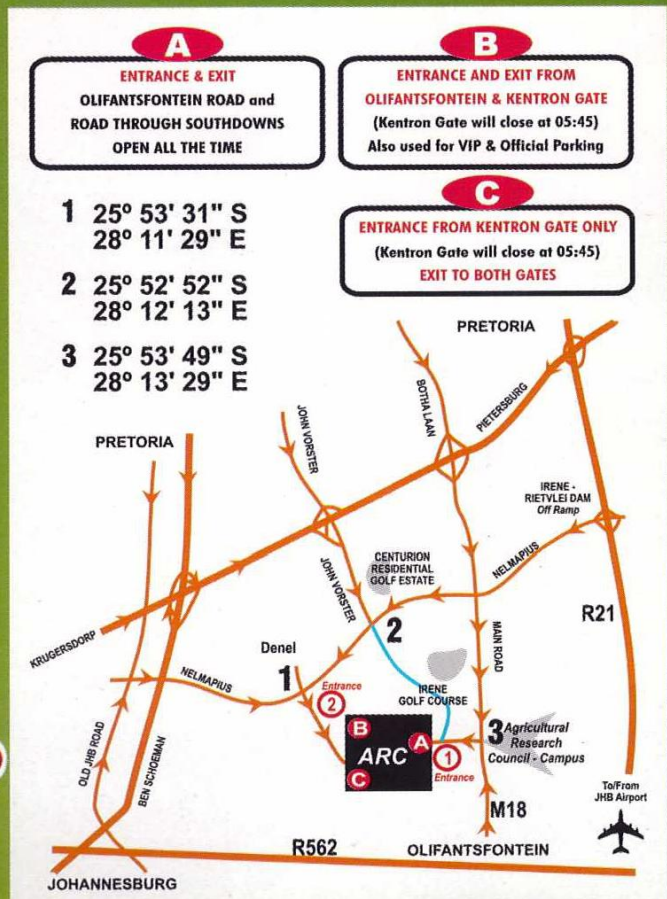 A
ENTRANCE & EXIT
OLIFANTSFONTEIN ROAD and
ROAD THROUGH SOUTHDOWNS
OPEN ALL THE TIME
B
ENTRANCE AND EXIT FROM
OLIFANTSFONTEIN & KENTRON GATE
(Kentron Gate will close at 05:45)
Also used for VIP & Official Parking
C
ENTRANCE FROM KENTRON GATE ONLY
(Kentron Gate will close at 05:45)
EXIT TO BOTH GATES
1 25º 53' 31" S
28º 11' 29" E
2 25º 52' 52" S
28º 12' 13" E
3 25º 53' 49" S
28º 13' 29" E
PRETORIA
BOTHA LAAN
PIETERSBURG
JOHN VORSTER
PRETORIA
IRENE -
RIETVLEI DAM
Off Ramp
CENTURION
RESIDENTIAL
GOLF ESTATE
JOHN VORSTER
NELMAPIUS
R21
KRUGERSDORP
2
MAIN ROAD
Denel
1
NELMAPIUS
Entrance
2
IRENE
GOLF COURSE
B
ARC
A
C
1
Entrance
3 Agricultural
Research
Council - Campus
OLD JHB ROAD
BEN SCHOEMAN
To/From
JHB Airport
M18
R562
OLIFANTSFONTEIN
JOHANNESBURG